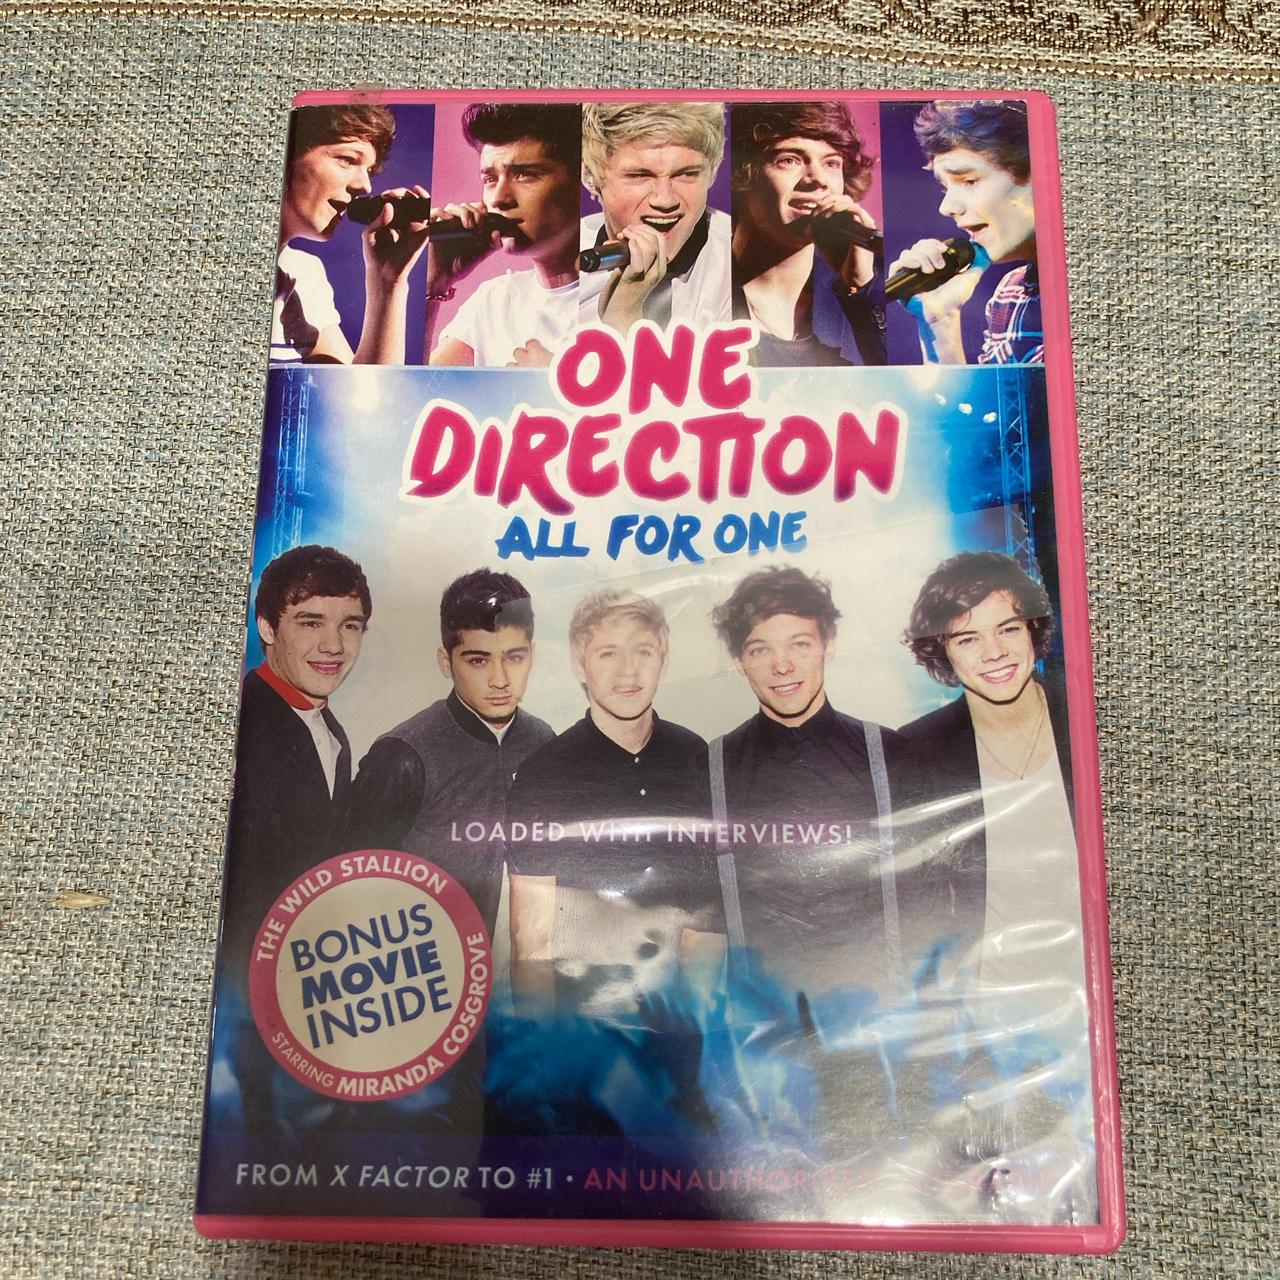 ONE
DIRECTION
ALL FOR ONE
LOADED WITH INTERVIEWS!
THE WILD STALLION
BONUS
MOVIE
INSIDE
STARRING MIRANDA COSGROVE
FROM X FACTOR TO #1 • AN UNAUTHORIZED